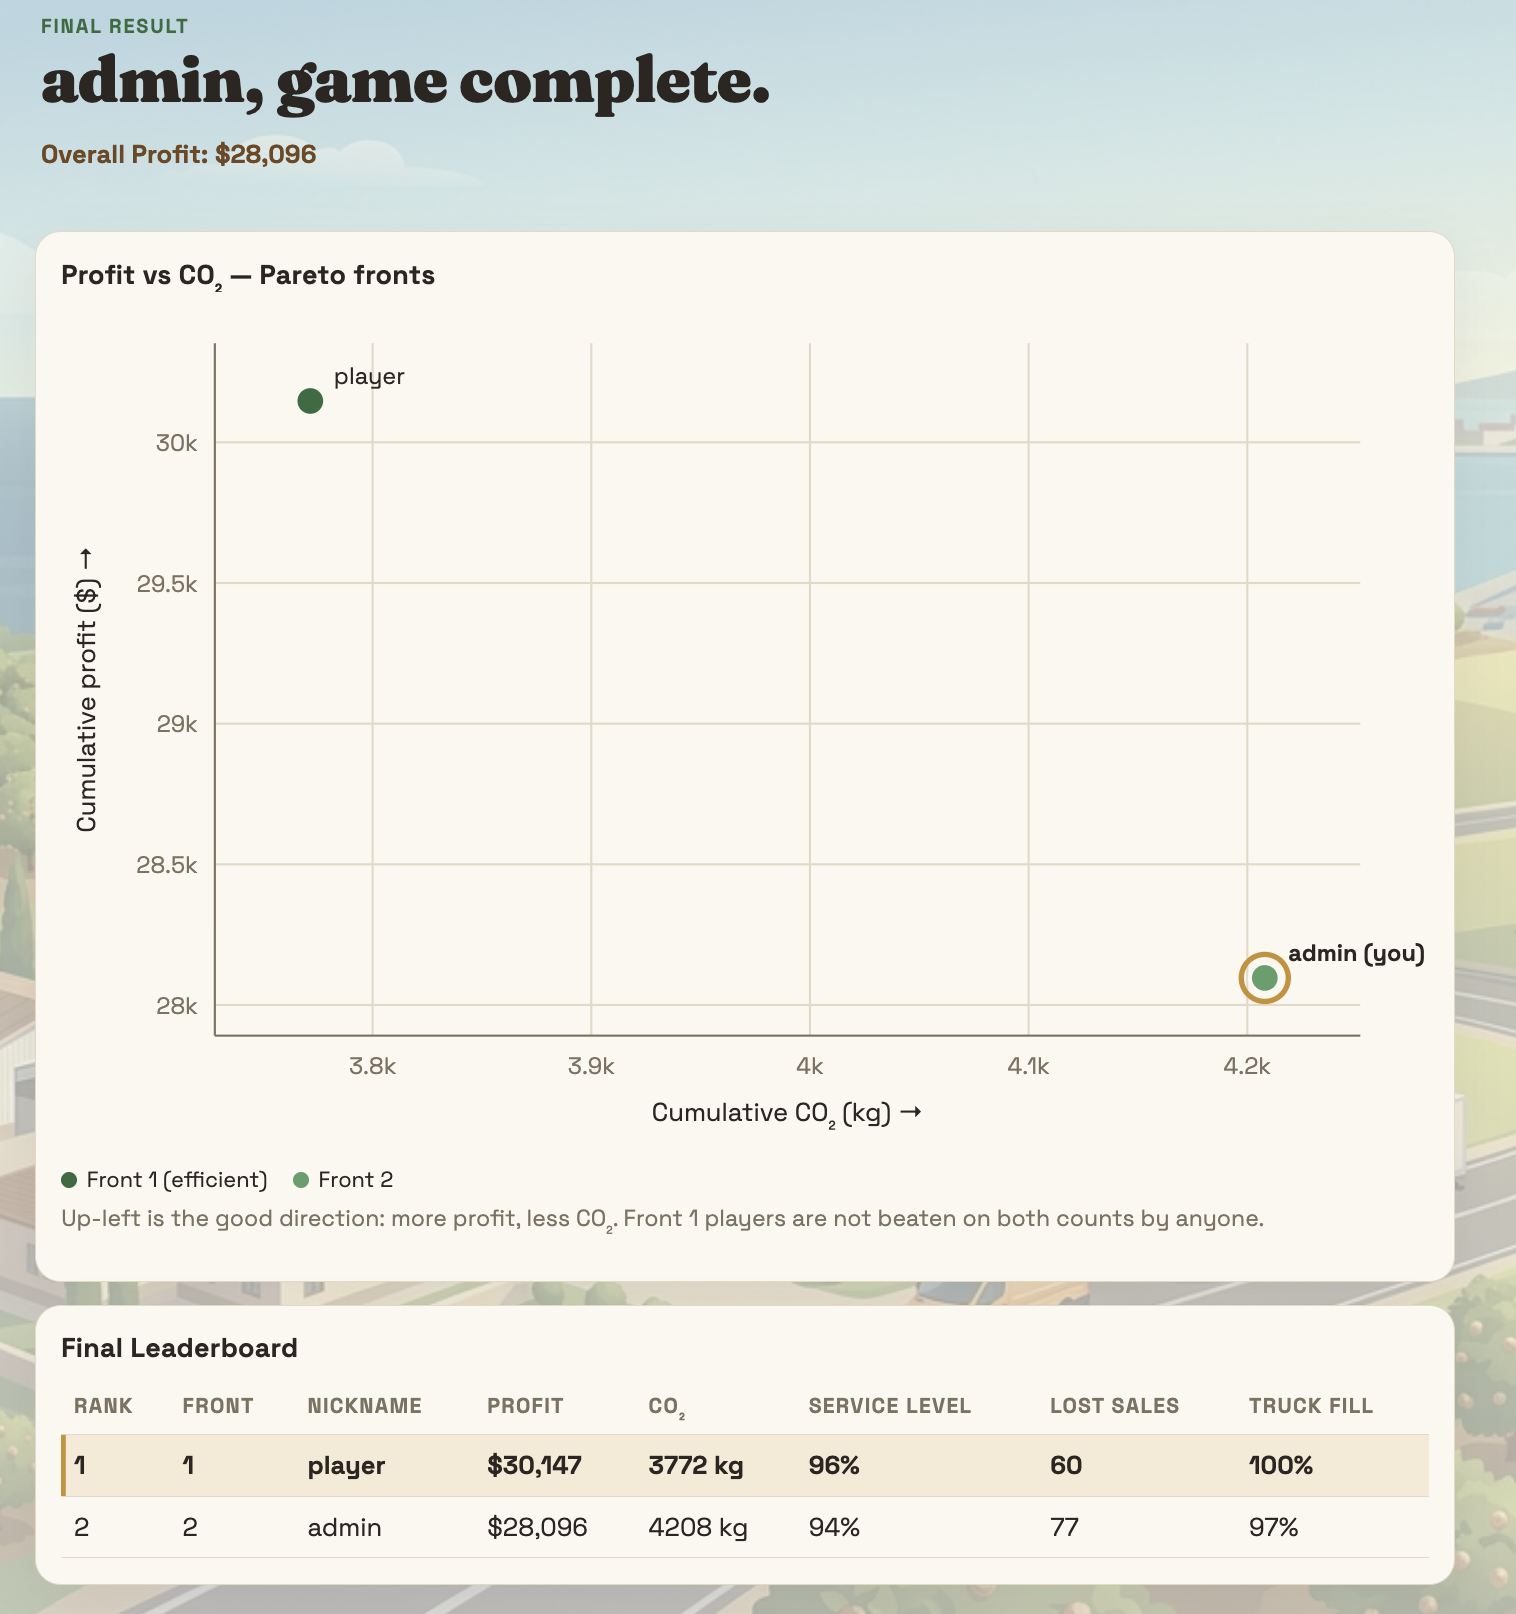 FINAL RESULT
admin, game complete.
Overall Profit: $28,096
Profit vs CO₂ — Pareto fronts
player
30k
29.5k
29k
28.5k
28k
Cumulative profit ($) →
admin (you)
3.8k 3.9k 4k 4.1k 4.2k
Cumulative CO₂ (kg) →
Front 1 (efficient) Front 2
Up-left is the good direction: more profit, less CO₂. Front 1 players are not beaten on both counts by anyone.
Final Leaderboard
RANK FRONT NICKNAME PROFIT CO₂ SERVICE LEVEL LOST SALES TRUCK FILL
1 1 player $30,147 3772 kg 96% 60 100%
2 2 admin $28,096 4208 kg 94% 77 97%